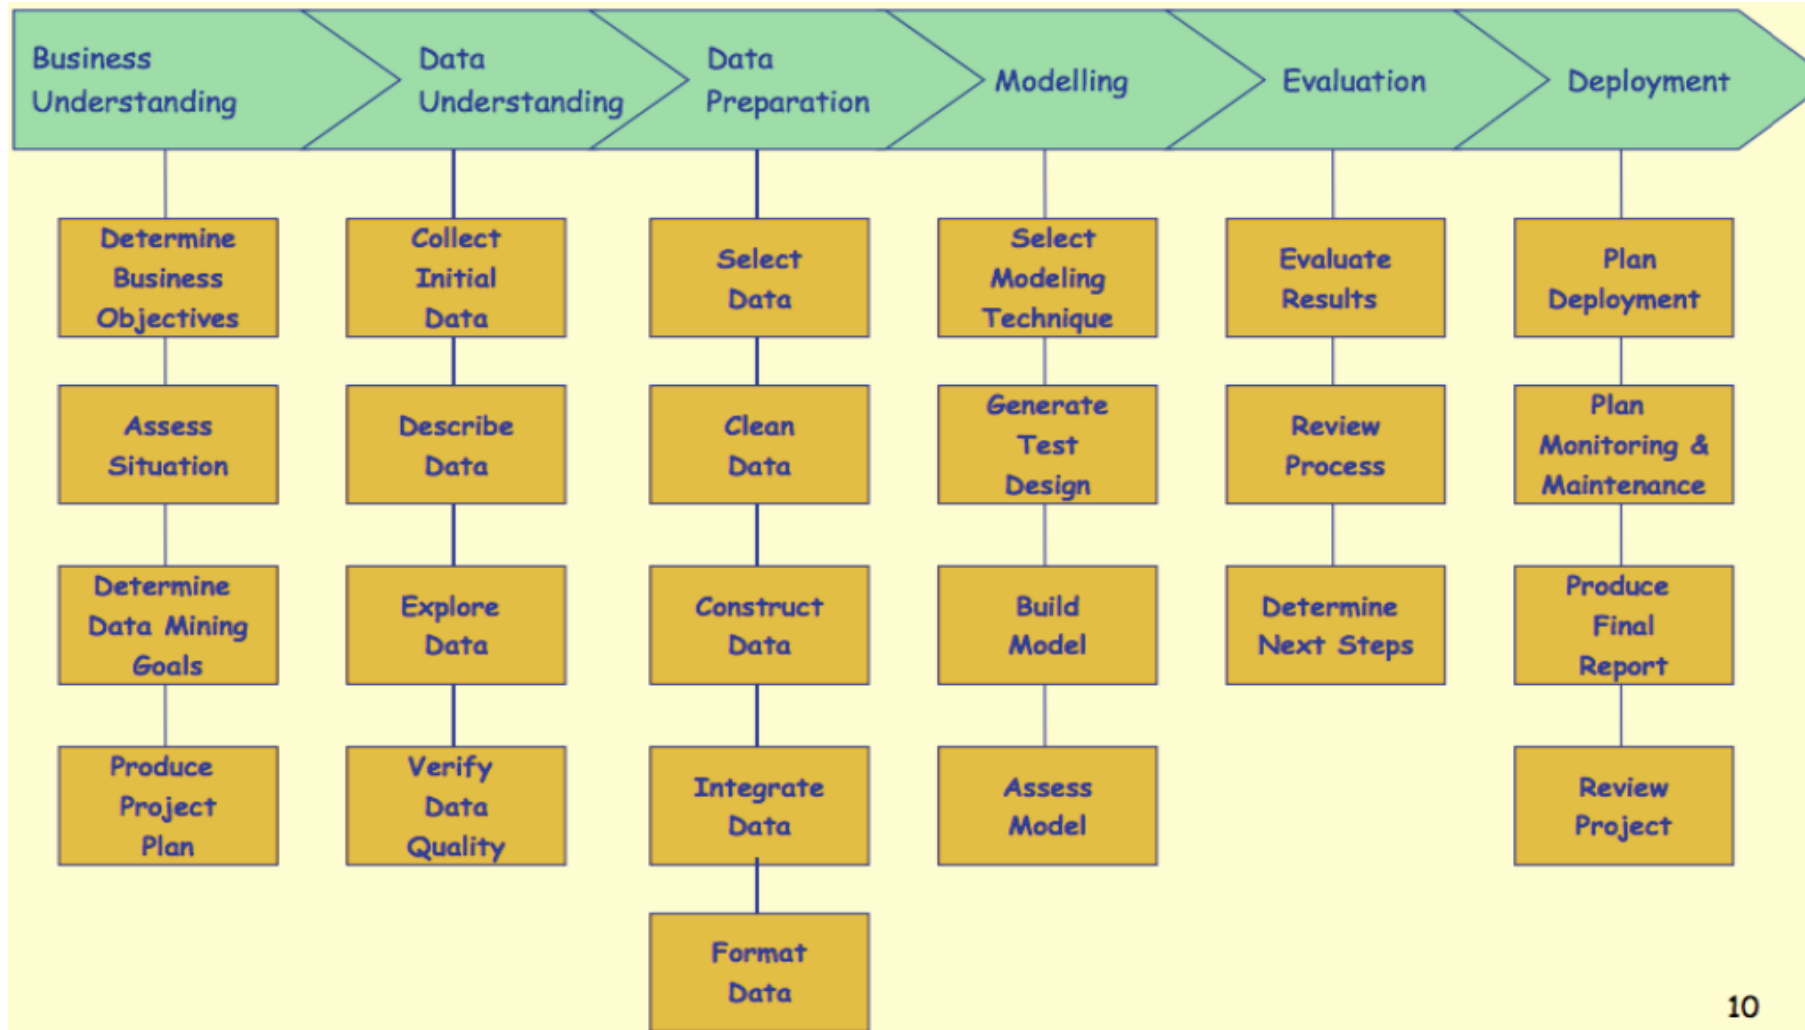 Business
Understanding
Data
Understanding
Data
Preparation
Modelling
Evaluation
Deployment
Determine
Business
Objectives
Assess
Situation
Determine
Data Mining
Goals
Produce
Project
Plan
Collect
Initial
Data
Describe
Data
Explore
Data
Verify
Data
Quality
Select
Data
Clean
Data
Construct
Data
Integrate
Data
Format
Data
Select
Modeling
Technique
Generate
Test
Design
Build
Model
Assess
Model
Evaluate
Results
Review
Process
Determine
Next Steps
Plan
Deployment
Plan
Monitoring &
Maintenance
Produce
Final
Report
Review
Project
10